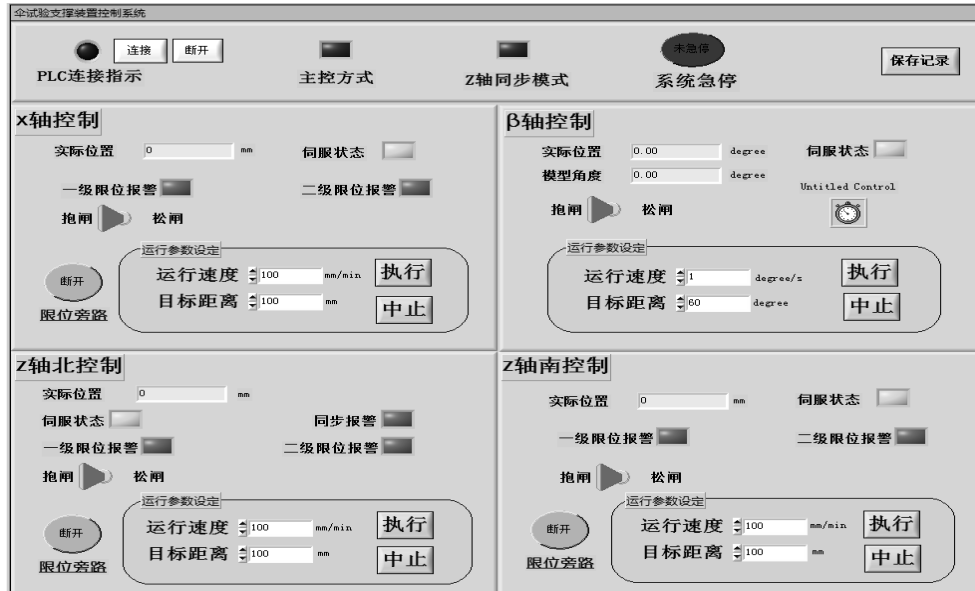 伞试验支撑装置控制系统
连接 断开
未急停
保存记录
PLC连接指示 主控方式 Z轴同步模式 系统急停
X轴控制
实际位置 0 mm 伺服状态
一级限位报警 二级限位报警
抱闸 松闸
运行参数设定
断开
运行速度 100 mm/min 执行
目标距离 100 mm 中止
限位旁路
β轴控制
实际位置 0.00 degree 伺服状态
模型角度 0.00 degree
Untitled Control
抱闸 松闸
运行参数设定
运行速度 1 degree/s 执行
目标距离 60 degree 中止
Z轴北控制
实际位置 0 mm
伺服状态 同步报警
一级限位报警 二级限位报警
抱闸 松闸
运行参数设定
断开
运行速度 100 mm/min 执行
目标距离 100 mm 中止
限位旁路
Z轴南控制
实际位置 0 mm 伺服状态
一级限位报警 二级限位报警
抱闸 松闸
运行参数设定
断开
运行速度 100 mm/min 执行
目标距离 100 mm 中止
限位旁路